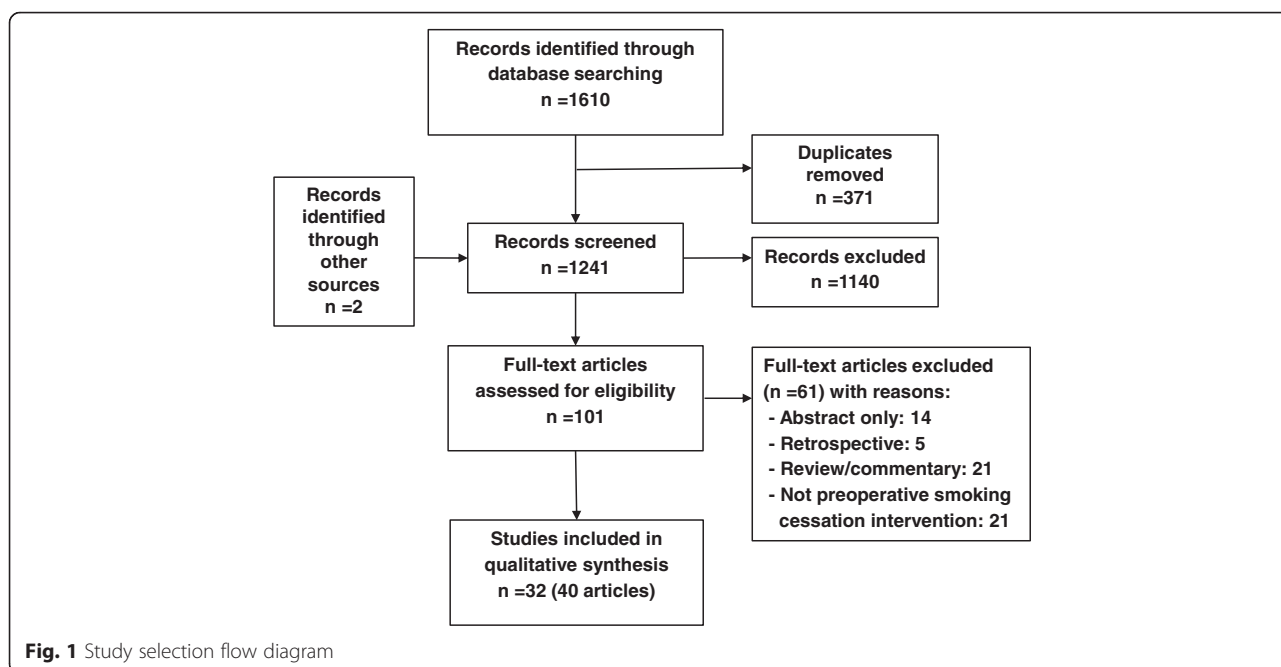 Records identified through
database searching
n =1610
Duplicates
removed
n =371
Records
identified
through
other
sources
n =2
Records screened
n =1241
Records excluded
n =1140
Full-text articles
assessed for eligibility
n =101
Full-text articles excluded
(n =61) with reasons:
- Abstract only: 14
- Retrospective: 5
- Review/commentary: 21
- Not preoperative smoking
cessation intervention: 21
Studies included in
qualitative synthesis
n =32 (40 articles)
Fig. 1 Study selection flow diagram